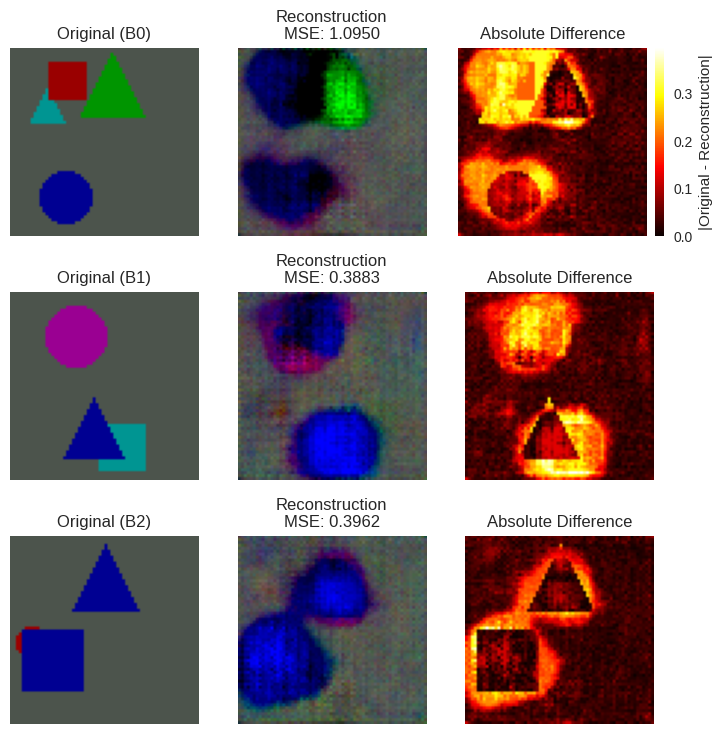 Original (B0)
Reconstruction
MSE: 1.0950
Absolute Difference
0.3
0.2
0.1
0.0
|Original - Reconstruction|
Original (B1)
Reconstruction
MSE: 0.3883
Absolute Difference
Original (B2)
Reconstruction
MSE: 0.3962
Absolute Difference